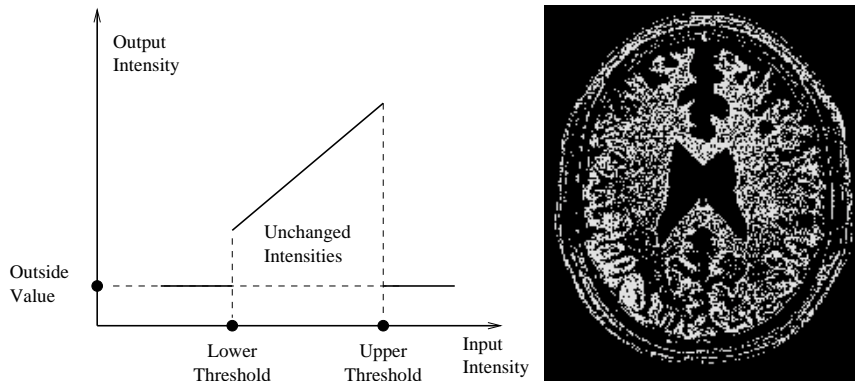 Output
Intensity
Unchanged
Intensities
Outside
Value
Lower
Threshold
Upper
Threshold
Input
Intensity